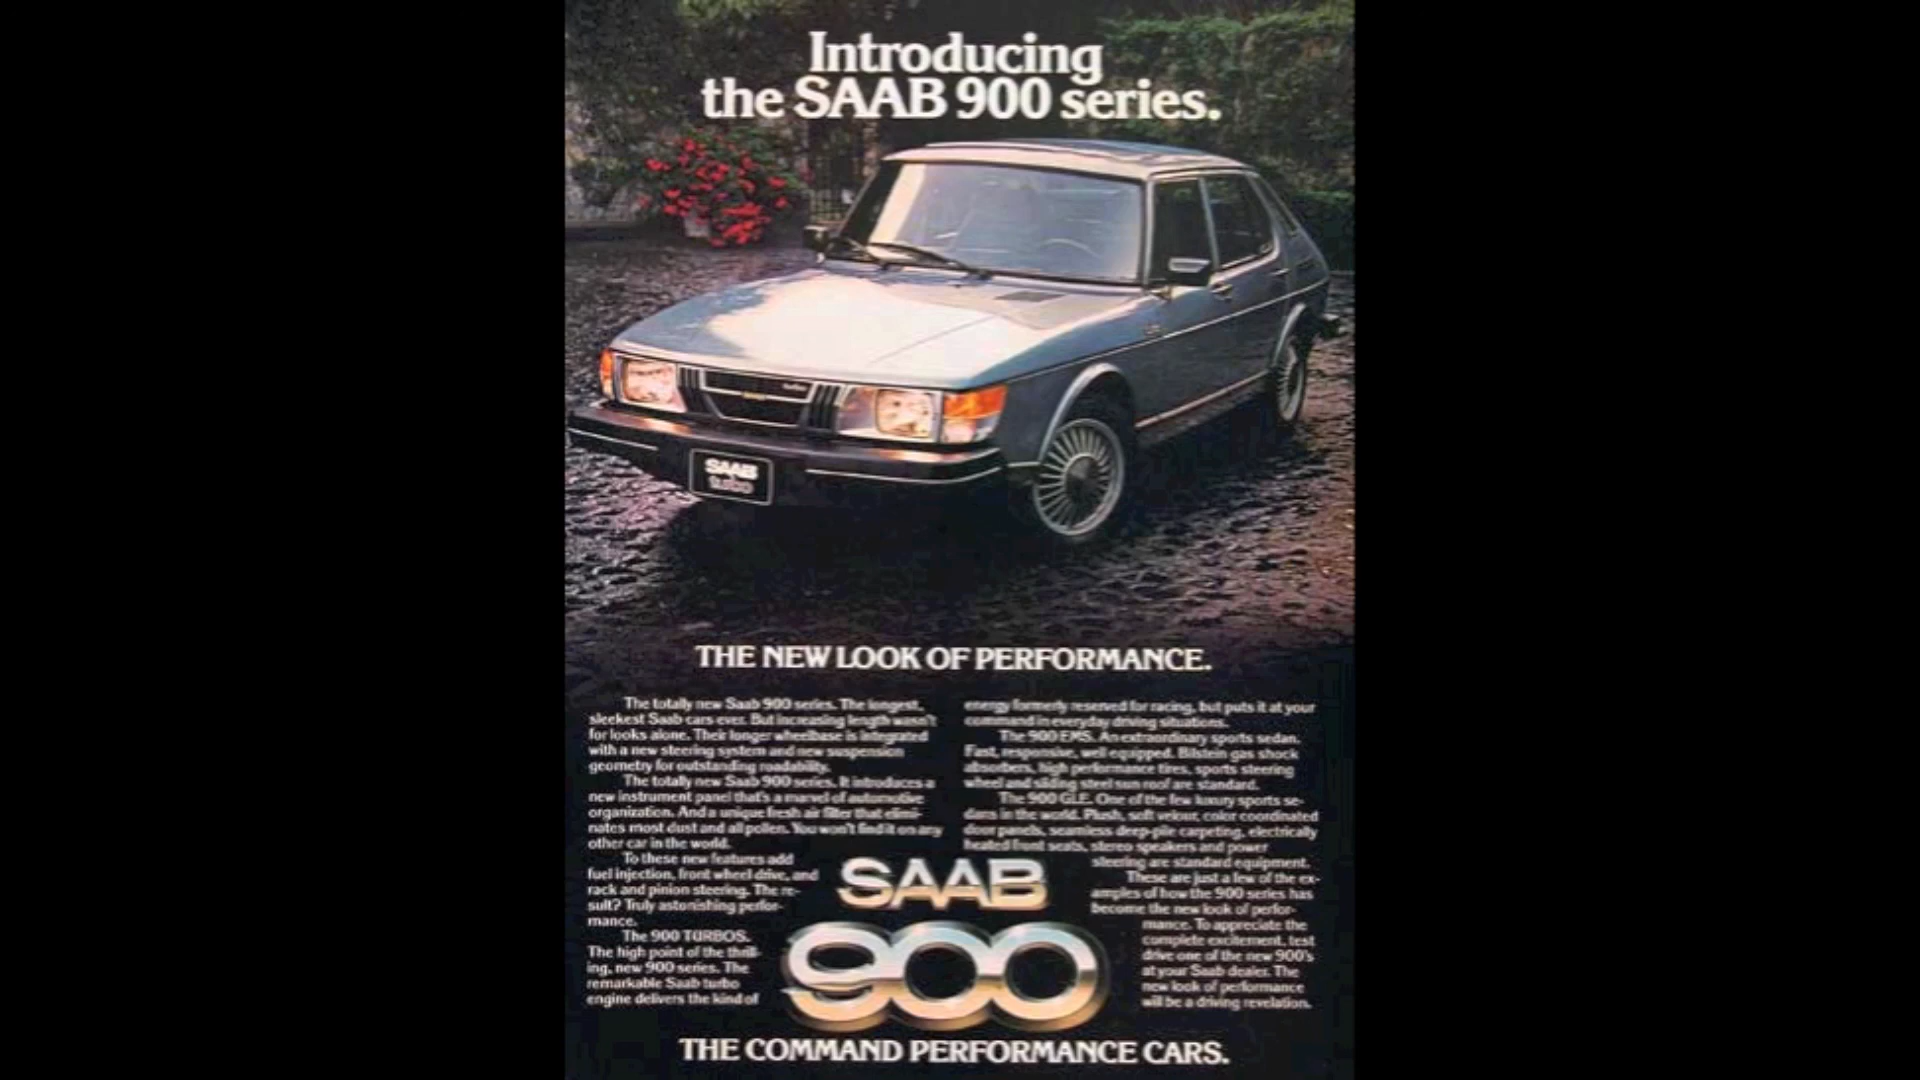 Introducing
the SAAB 900 series.
turbo
SAAB
turbo
THE NEW LOOK OF PERFORMANCE.
The totally new Saab 900 series. The longest,
sleekest Saab cars ever. But increasing length wasn't
for looks alone. Their longer wheelbase is integrated
with a new steering system and new suspension
geometry for outstanding roadability.
The totally new Saab 900 series. It introduces a
new instrument panel that's a marvel of automotive
organization. And a unique fresh air filter that elimi-
nates most dust and all pollen. You won't find it on any
other car in the world.
To these new features add
fuel injection, front wheel drive, and
rack and pinion steering. The re-
sult? Truly astonishing perfor-
mance.
The 900 TURBOS.
The high point of the thrill-
ing, new 900 series. The
remarkable Saab turbo
engine delivers the kind of
energy formerly reserved for racing, but puts it at your
command in everyday driving situations.
The 900 EMS. An extraordinary sports sedan.
Fast, responsive, well equipped. Bilstein gas shock
absorbers, high performance tires, sports steering
wheel and sliding steel sun roof are standard.
The 900 GLE. One of the few luxury sports se-
dans in the world. Plush, soft velour, color coordinated
door panels, seamless deep-pile carpeting, electrically
heated front seats, stereo speakers and power
steering are standard equipment.
These are just a few of the ex-
amples of how the 900 series has
become the new look of perfor-
mance. To appreciate the
complete excitement, test
drive one of the new 900's
at your Saab dealer. The
new look of performance
will be a driving revelation.
SAAB
900
THE COMMAND PERFORMANCE CARS.